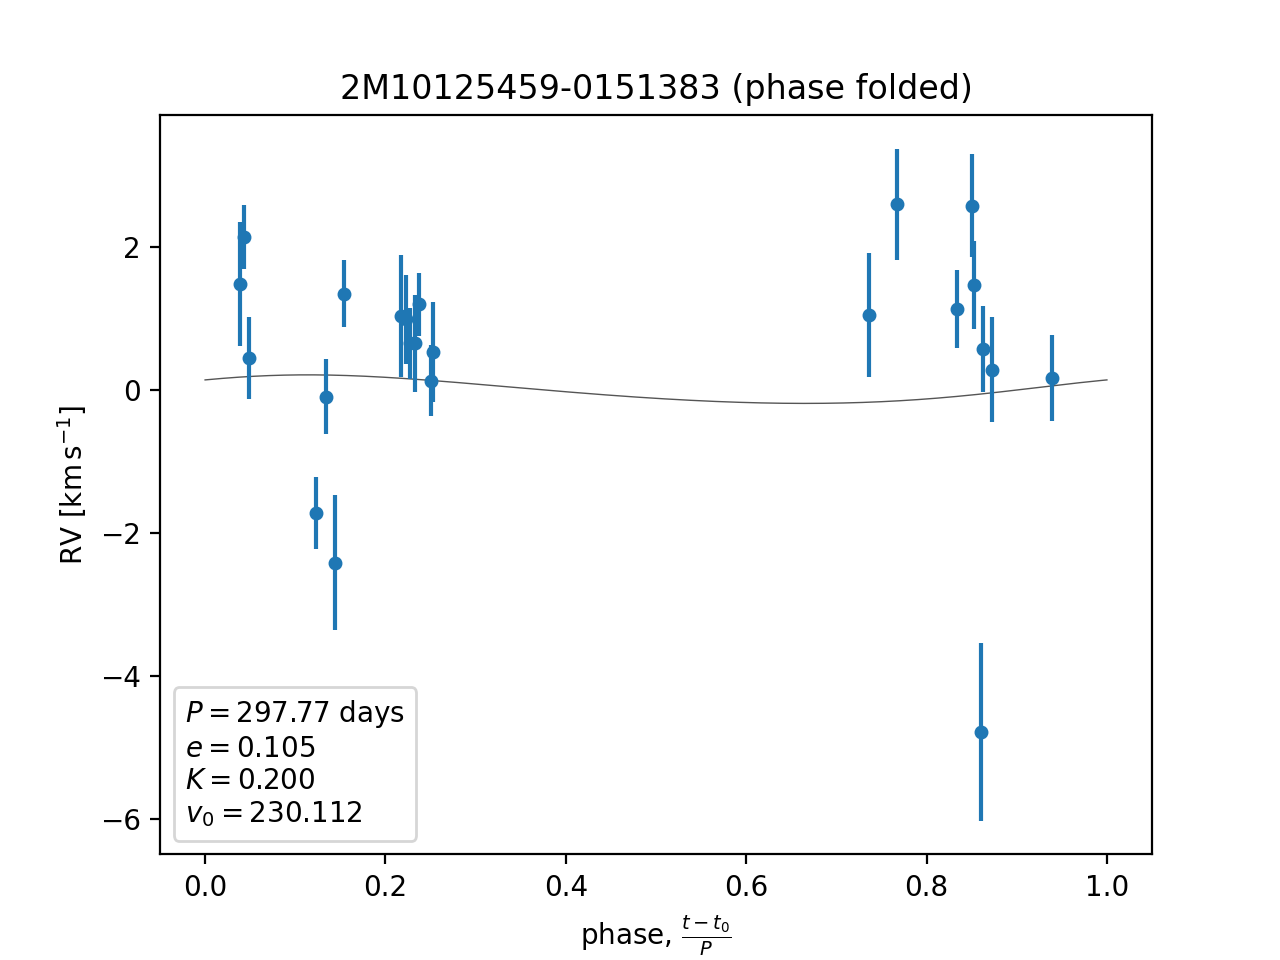 2M10125459-0151383 (phase folded)
RV [km s⁻¹]
2
0
−2
−4
−6
P = 297.77 days
e = 0.105
K = 0.200
v₀ = 230.112
0.0 0.2 0.4 0.6 0.8 1.0
phase, (t − t₀)/P